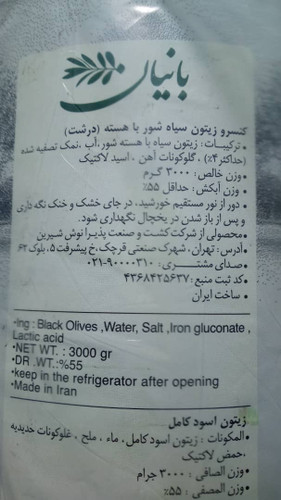 بانیان
کنسرو زیتون سیاه شور با هسته (درشت)
• ترکیبات: زیتون سیاه با هسته شور،آب ،نمک تصفیه شده
(حداکثر۴٪) ، گلوکونات آهن ، اسید لاکتیک
• وزن خالص: ۳۰۰۰ گرم
• وزن آبکش: حداقل ۵۵٪
• دور از نور مستقیم خورشید، در جای خشک و خنک نگه داری
و پس از باز شدن در یخچال نگهداری شود.
• محصولی از شرکت کشت و صنعت پذیرا نوش شیرین
• آدرس: تهران، شهرک صنعتی قرچک،خ پیشرفت ۵، بلوک ۶۲
• صدای مشتری: ۹۰۰۰۰۳۱۰-۰۲۱
• کد ثبت منبع: ۴۳۶۸۴۲۵۶۳۷
• ساخت ایران
•Ing : Black Olives ,Water, Salt ,Iron gluconate ,
Lactic acid
•NET WT. : 3000 gr
•DR .WT.:%55
•keep in the refrigerator after opening
•Made in Iran
زيتون اسود كامل
•المكونات : زيتون اسود كامل، ماء ، ملح ، غلوكونات حديدية
،حمض لاكتيك
•وزن الصافي : ۳۰۰۰ جرام
•وزن المصفى : ۵۵٪